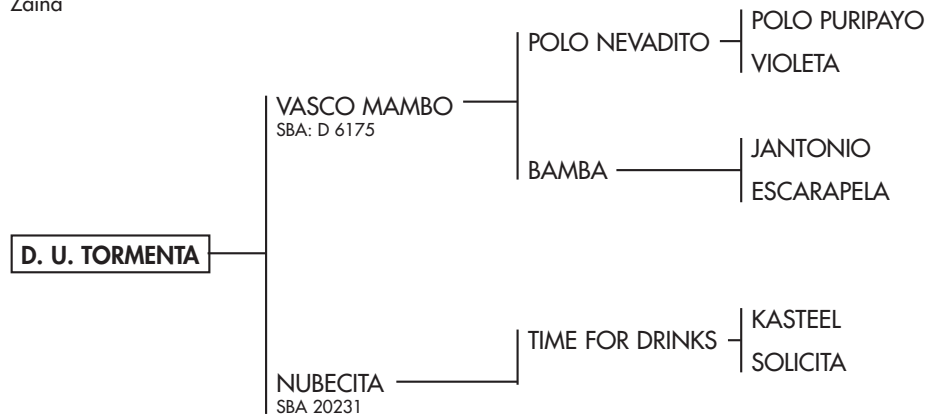 Zaina
POLO PURIPAYO
POLO NEVADITO
VIOLETA
VASCO MAMBO
SBA: D 6175
JANTONIO
BAMBA
ESCARAPELA
D. U. TORMENTA
KASTEEL
TIME FOR DRINKS
SOLICITA
NUBECITA
SBA 20231